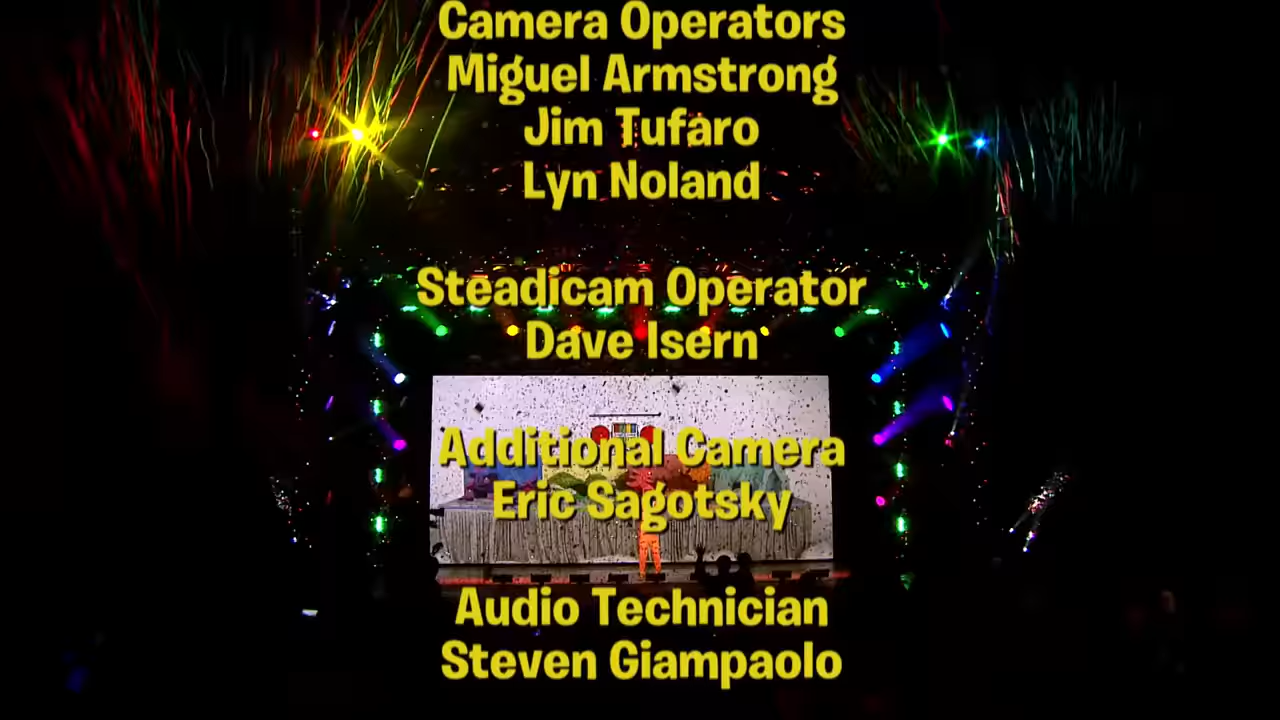 Camera Operators
Miguel Armstrong
Jim Tufaro
Lyn Noland
Steadicam Operator
Dave Isern
Additional Camera
Eric Sagotsky
Audio Technician
Steven Giampaolo